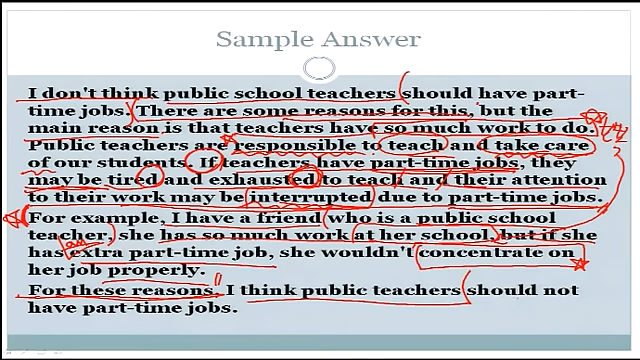 Sample Answer
I don't think public school teachers should have part-
time jobs. There are some reasons for this, but the
main reason is that teachers have so much work to do.
Public teachers are responsible to teach and take care
of our students. If teachers have part-time jobs, they
may be tired and exhausted to teach and their attention
to their work may be interrupted due to part-time jobs.
For example, I have a friend who is a public school
teacher, she has so much work at her school, but if she
has extra part-time job, she wouldn't concentrate on
her job properly.
For these reasons, I think public teachers should not
have part-time jobs.